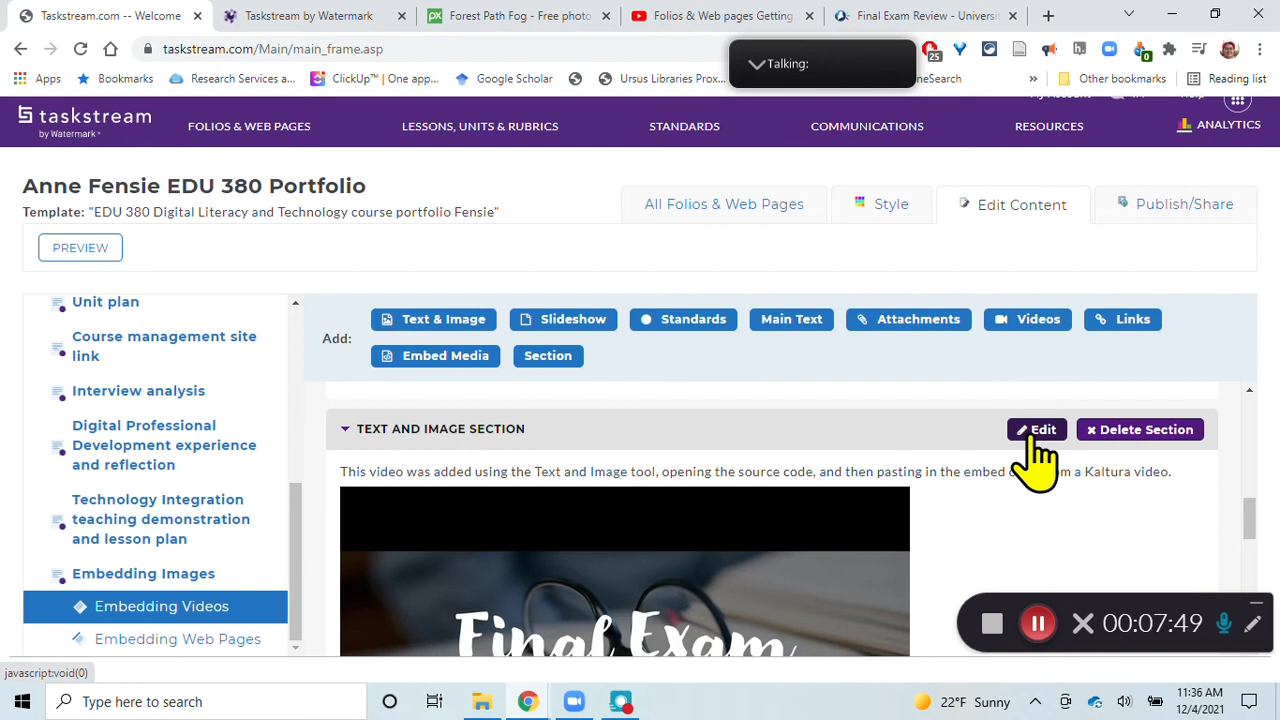 Taskstream.com -- Welcome
Taskstream by Watermark
Forest Path Fog - Free photo
Folios & Web pages Getting
Final Exam Review - Universit
taskstream.com/Main/main_frame.asp
Talking:
25
0
Apps
Bookmarks
Research Services a...
ClickUp™ | One app...
Google Scholar
Ursus Libraries Prox...
neSearch
Other bookmarks
Reading list
taskstream
by Watermark™
FOLIOS & WEB PAGES
LESSONS, UNITS & RUBRICS
STANDARDS
COMMUNICATIONS
RESOURCES
ANALYTICS
Anne Fensie EDU 380 Portfolio
Template: "EDU 380 Digital Literacy and Technology course portfolio Fensie"
All Folios & Web Pages
Style
Edit Content
Publish/Share
PREVIEW
Unit plan
Course management site
link
Interview analysis
Digital Professional
Development experience
and reflection
Technology Integration
teaching demonstration
and lesson plan
Embedding Images
Embedding Videos
Embedding Web Pages
Add:
Text & Image
Slideshow
Standards
Main Text
Attachments
Videos
Links
Embed Media
Section
TEXT AND IMAGE SECTION
Edit
Delete Section
This video was added using the Text and Image tool, opening the source code, and then pasting in the embed c m a Kaltura video.
Final Exam
00:07:49
javascript:void(0)
Type here to search
22°F Sunny
11:36 AM
12/4/2021